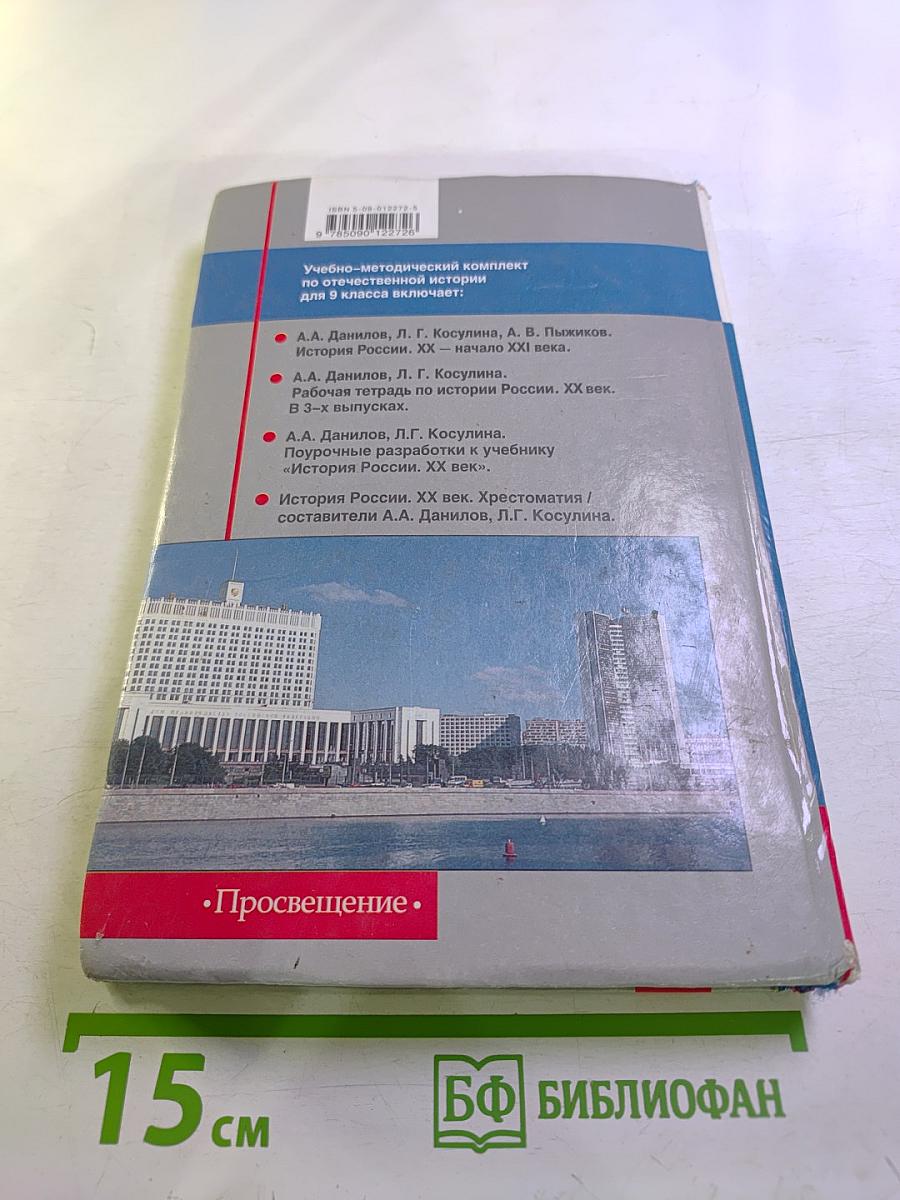 ISBN 5-09-012272-5
9 785090 122726
Учебно-методический комплект
по отечественной истории
для 9 класса включает:
А.А. Данилов, Л. Г. Косулина, А. В. Пыжиков.
История России. XX — начало XXI века.
А.А. Данилов, Л. Г. Косулина.
Рабочая тетрадь по истории России. XX век.
В 3-х выпусках.
А.А. Данилов, Л.Г. Косулина.
Поурочные разработки к учебнику
«История России. XX век».
История России. XX век. Хрестоматия /
составители А.А. Данилов, Л.Г. Косулина.
•Просвещение•
15 см
БФ БИБЛИОФАН